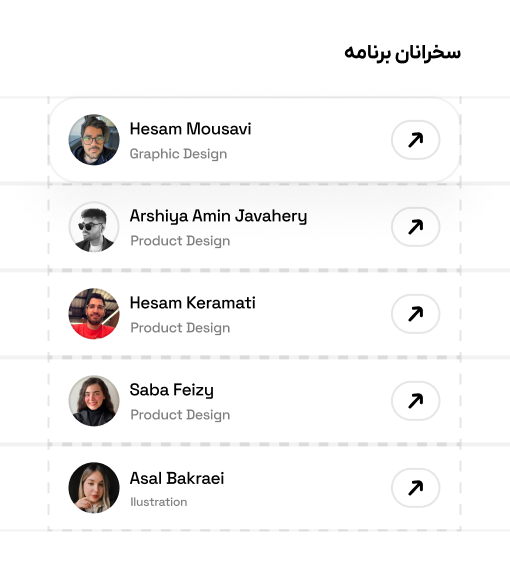 سخرانان برنامه
Hesam Mousavi
Graphic Design
Arshiya Amin Javahery
Product Design
Hesam Keramati
Product Design
Saba Feizy
Product Design
Asal Bakraei
Ilustration